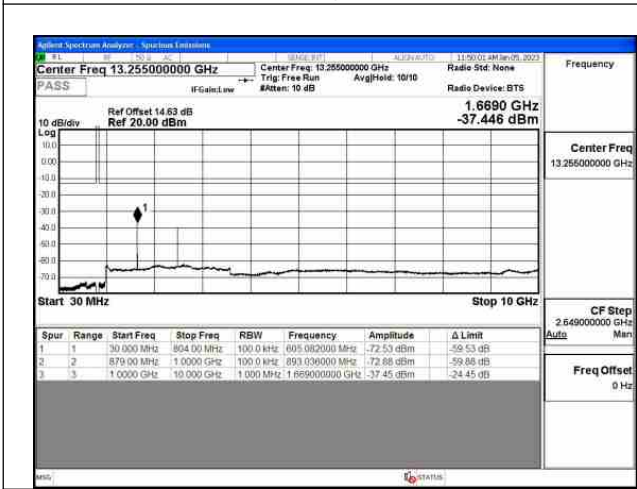 Agilent Spectrum Analyzer - Spurious Emissions
RL RF 50 Ω AC SENSE:INT ALIGN AUTO 11:50:01 AM Jan 05, 2023
Center Freq 13.255000000 GHz
Center Freq: 13.255000000 GHz
Radio Std: None
Frequency
PASS
Trig: Free Run Avg|Hold: 10/10
IFGain:Low #Atten: 10 dB Radio Device: BTS
Ref Offset 14.63 dB
1.6690 GHz
10 dB/div Ref 20.00 dBm
-37.446 dBm
Log
10.0
0.00
-10.0
-20.0
-30.0
-40.0
-50.0
-60.0
-70.0
1
Center Freq
13.255000000 GHz
Start 30 MHz Stop 10 GHz
CF Step
2.649000000 GHz
Auto Man
Spur Range Start Freq Stop Freq RBW Frequency Amplitude Δ Limit
1 1 30.000 MHz 804.00 MHz 100.0 kHz 605.082000 MHz -72.53 dBm -59.53 dB
2 2 879.00 MHz 1.0000 GHz 100.0 kHz 893.036000 MHz -72.88 dBm -59.88 dB
3 3 1.0000 GHz 10.000 GHz 1.000 MHz 1.669000000 GHz -37.45 dBm -24.45 dB
Freq Offset
0 Hz
MSG STATUS